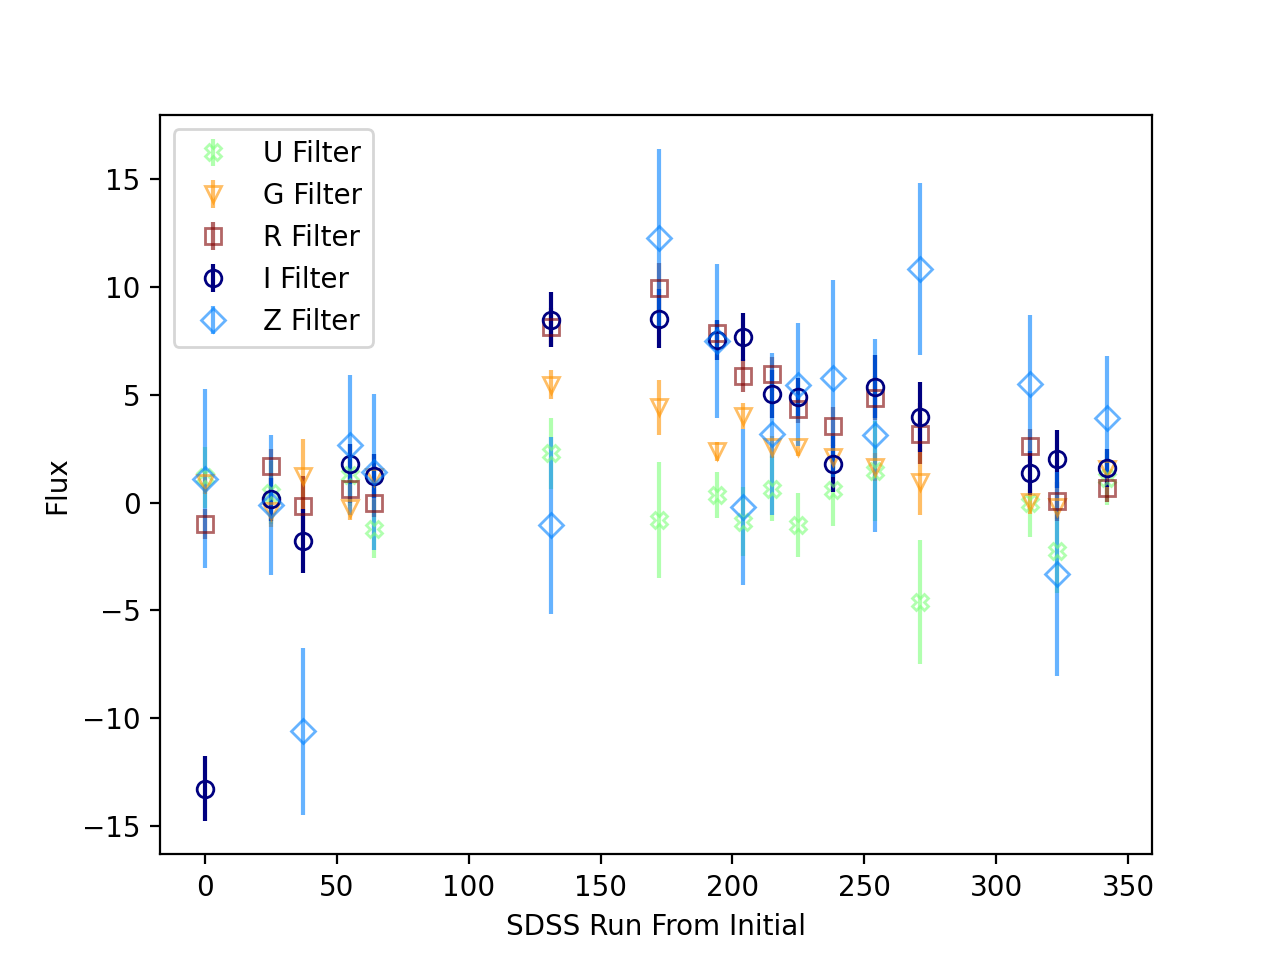 U Filter
G Filter
R Filter
I Filter
Z Filter
15
10
5
0
−5
−10
−15
Flux
0 50 100 150 200 250 300 350
SDSS Run From Initial